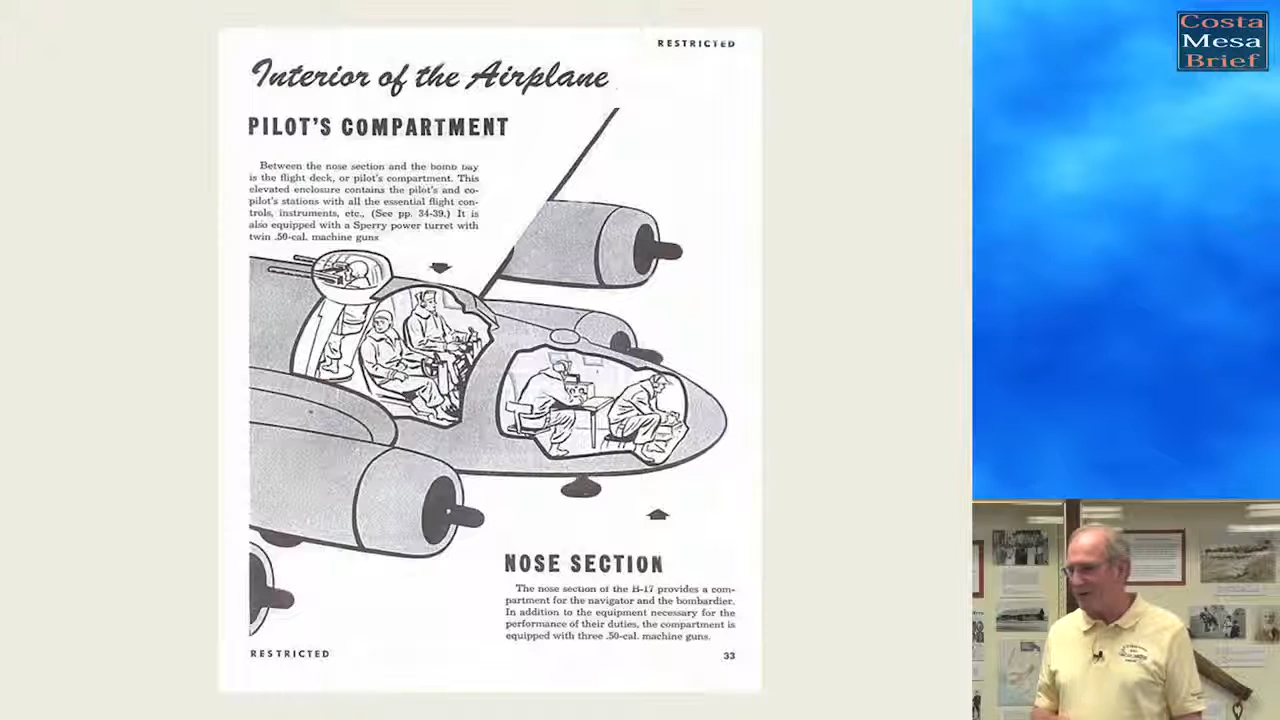 RESTRICTED
Interior of the Airplane
PILOT'S COMPARTMENT
Between the nose section and the bomb bay
is the flight deck, or pilot's compartment. This
elevated enclosure contains the pilot's and co-
pilot's stations with all the essential flight con-
trols, instruments, etc., (See pp. 34-39.) It is
also equipped with a Sperry power turret with
twin .50-cal. machine guns
NOSE SECTION
The nose section of the B-17 provides a com-
partment for the navigator and the bombardier.
In addition to the equipment necessary for the
performance of their duties, the compartment is
equipped with three .50-cal. machine guns.
RESTRICTED
33
Costa
Mesa
Brief